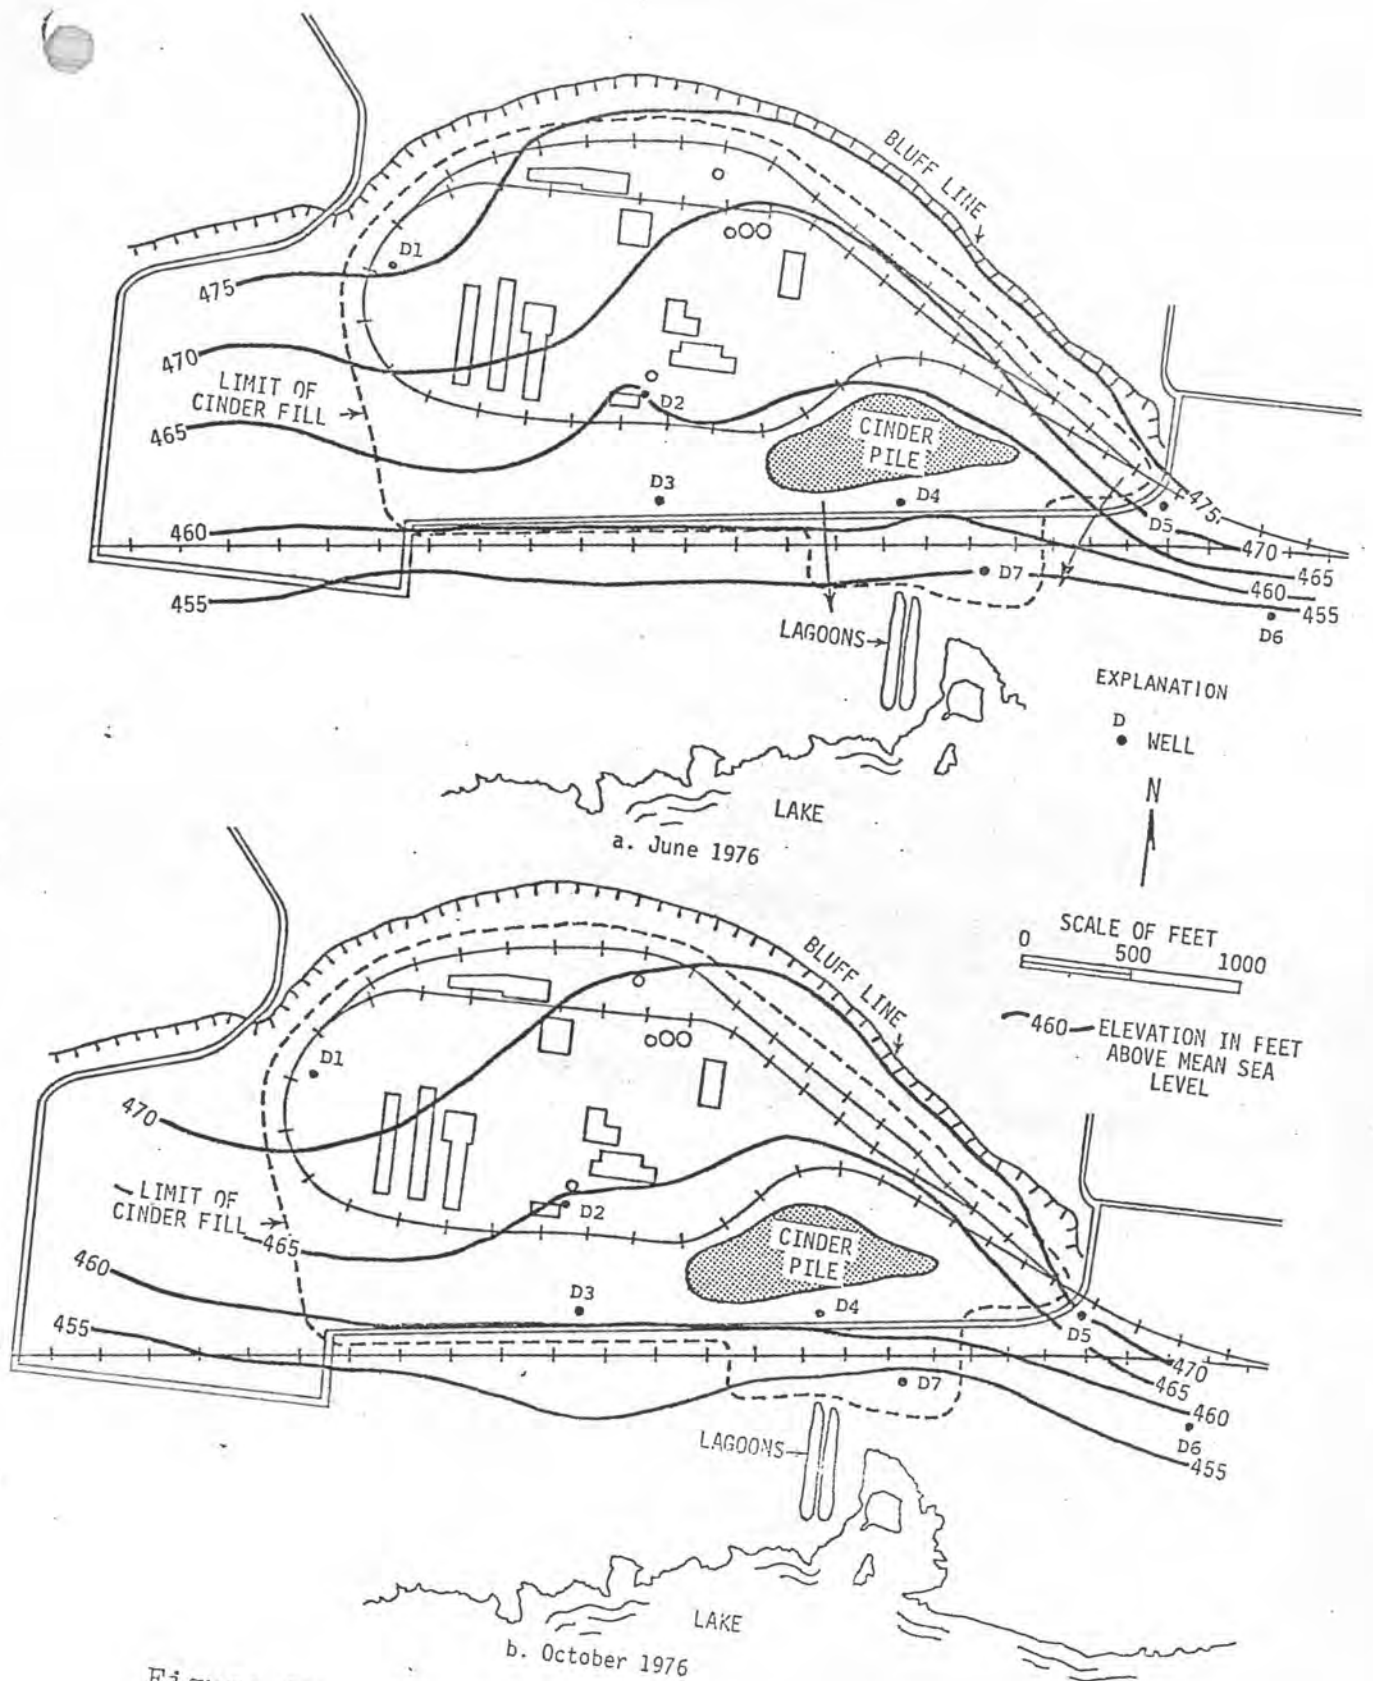 BLUFF LINE
D1
475
470
LIMIT OF
CINDER FILL
D2
465
CINDER
PILE
D3
D4
475
D5
460
470
D7
465
460
455
455
D6
LAGOONS
EXPLANATION
D
WELL
N
LAKE
a. June 1976
SCALE OF FEET
0 500 1000
460 ELEVATION IN FEET
ABOVE MEAN SEA
LEVEL
BLUFF LINE
D1
470
LIMIT OF
CINDER FILL
D2
465
CINDER
PILE
460
D3
D4
455
D5
470
D7
465
460
D6
455
LAGOONS
LAKE
b. October 1976